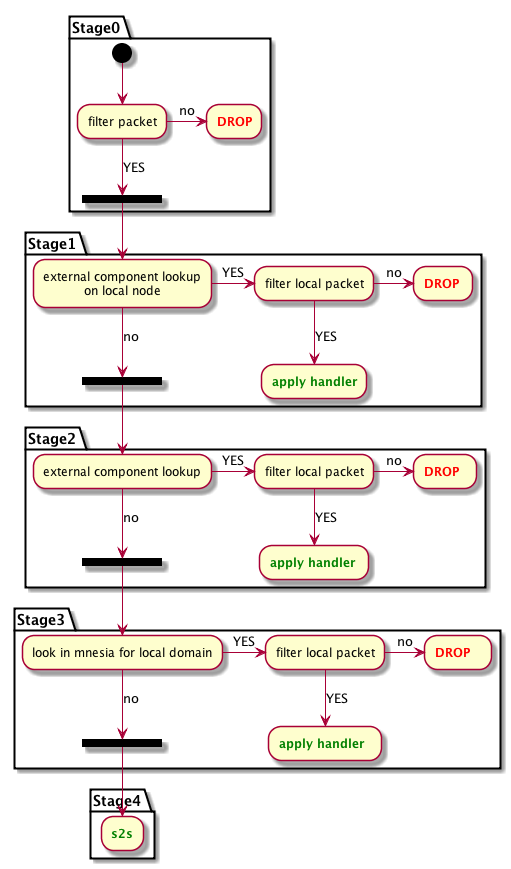 Stage0
filter packet
no
DROP
YES
Stage1
external component lookup
on local node
YES
filter local packet
no
DROP
no
YES
apply handler
Stage2
external component lookup
YES
filter local packet
no
DROP
no
YES
apply handler
Stage3
look in mnesia for local domain
YES
filter local packet
no
DROP
no
YES
apply handler
Stage4
s2s